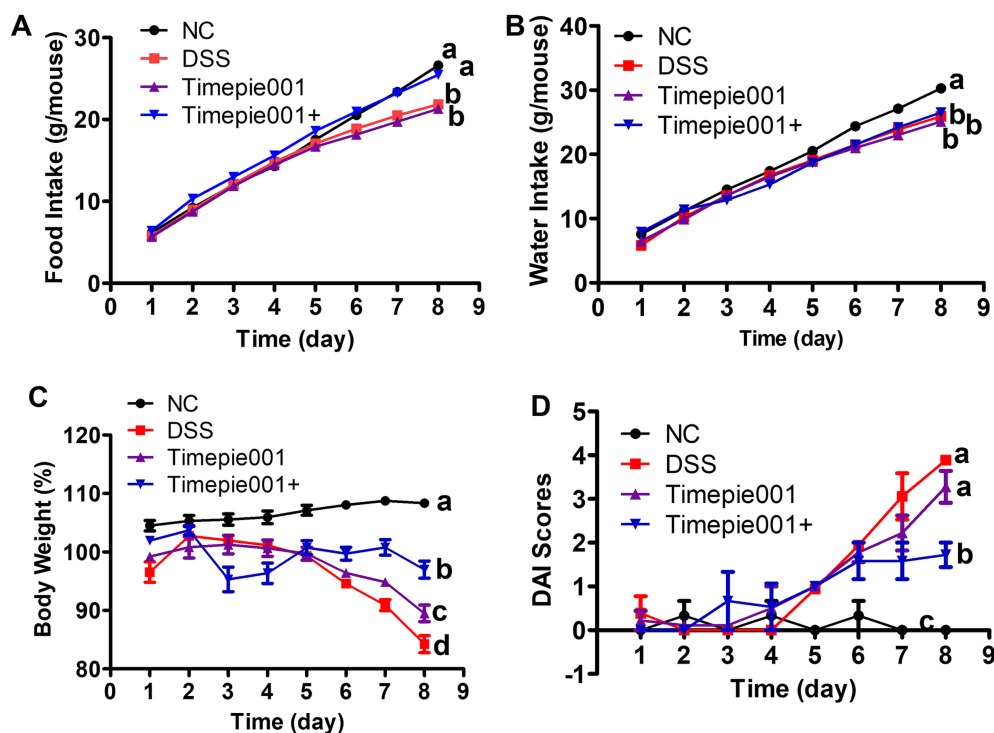 A
NC
DSS
Timepie001
Timepie001+
Food Intake (g/mouse)
30
20
10
0
0 1 2 3 4 5 6 7 8 9
Time (day)
a
a
b
b
B
NC
DSS
Timepie001
Timepie001+
Water Intake (g/mouse)
40
30
20
10
0
0 1 2 3 4 5 6 7 8 9
Time (day)
a
b
b
b
C
NC
DSS
Timepie001
Timepie001+
Body Weight (%)
120
110
100
90
80
0 1 2 3 4 5 6 7 8 9
Time (day)
a
b
c
d
D
NC
DSS
Timepie001
Timepie001+
DAI Scores
5
4
3
2
1
0
-1
1 2 3 4 5 6 7 8 9
Time (day)
a
a
b
c